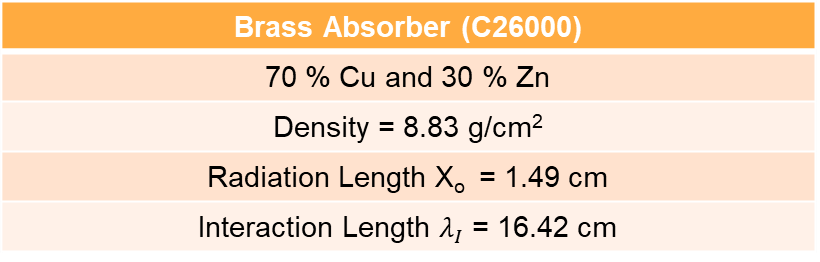 Brass Absorber (C26000)
70 % Cu and 30 % Zn
Density = 8.83 g/cm²
Radiation Length Xₒ = 1.49 cm
Interaction Length λ_I = 16.42 cm